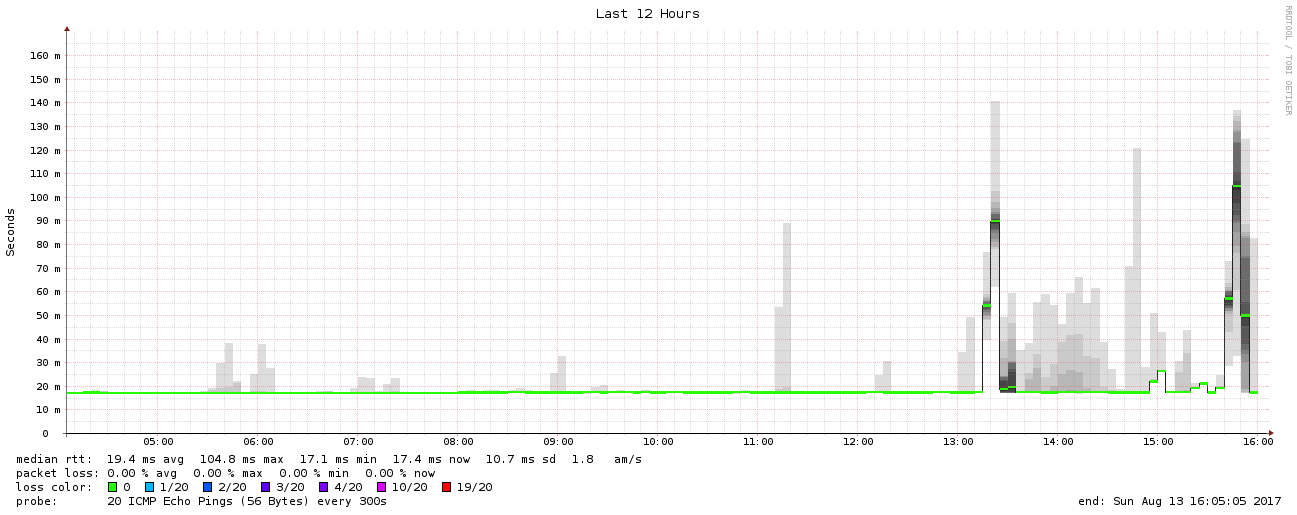 Last 12 Hours
RRDTOOL / TOBI OETIKER
Seconds
160 m
150 m
140 m
130 m
120 m
110 m
100 m
90 m
80 m
70 m
60 m
50 m
40 m
30 m
20 m
10 m
0
05:00 06:00 07:00 08:00 09:00 10:00 11:00 12:00 13:00 14:00 15:00 16:00
median rtt: 19.4 ms avg 104.8 ms max 17.1 ms min 17.4 ms now 10.7 ms sd 1.8 am/s
packet loss: 0.00 % avg 0.00 % max 0.00 % min 0.00 % now
loss color: 0 1/20 2/20 3/20 4/20 10/20 19/20
probe: 20 ICMP Echo Pings (56 Bytes) every 300s end: Sun Aug 13 16:05:05 2017